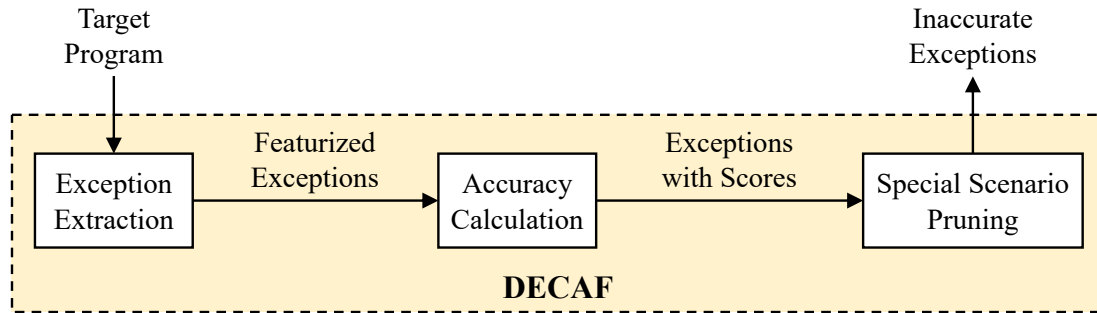 Target
Program
Inaccurate
Exceptions
Exception
Extraction
Featurized
Exceptions
Accuracy
Calculation
Exceptions
with Scores
Special Scenario
Pruning
DECAF